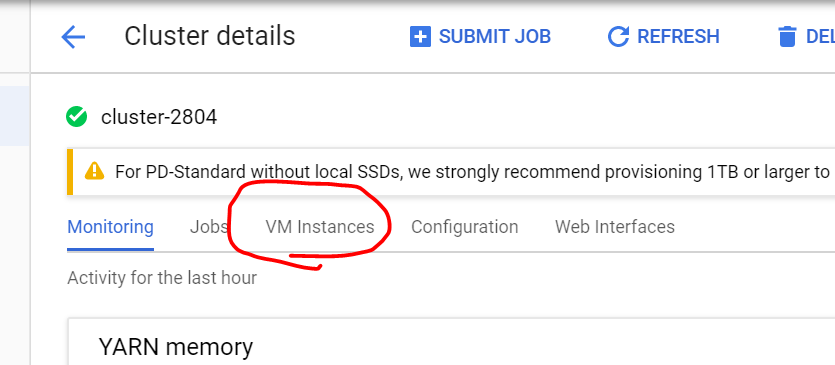 Cluster details SUBMIT JOB REFRESH
cluster-2804
For PD-Standard without local SSDs, we strongly recommend provisioning 1TB or larger to
Monitoring Jobs VM Instances Configuration Web Interfaces
Activity for the last hour
YARN memory